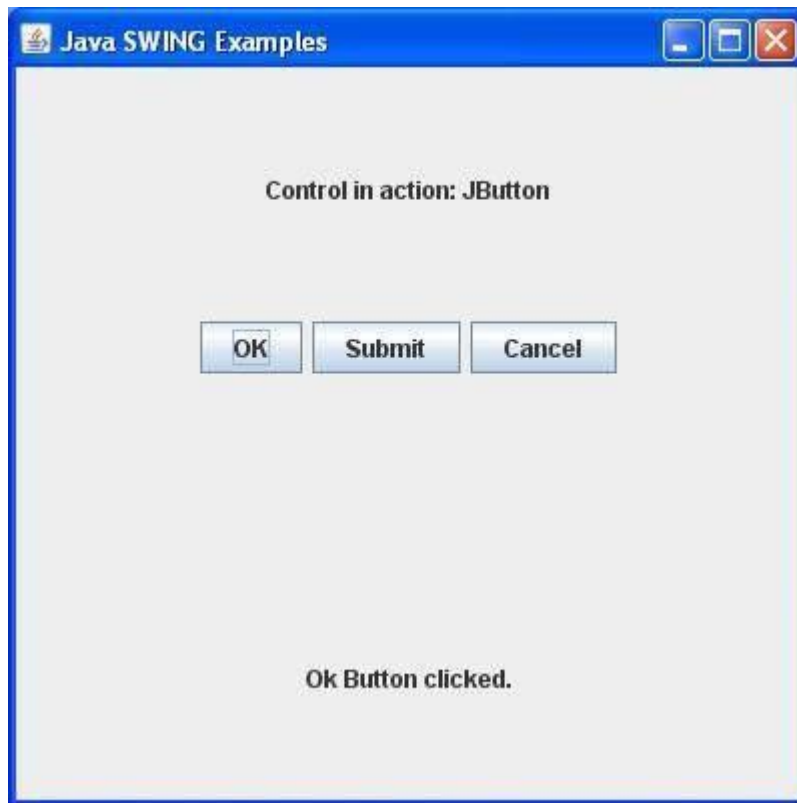 Java SWING Examples
Control in action: JButton
OK Submit Cancel
Ok Button clicked.